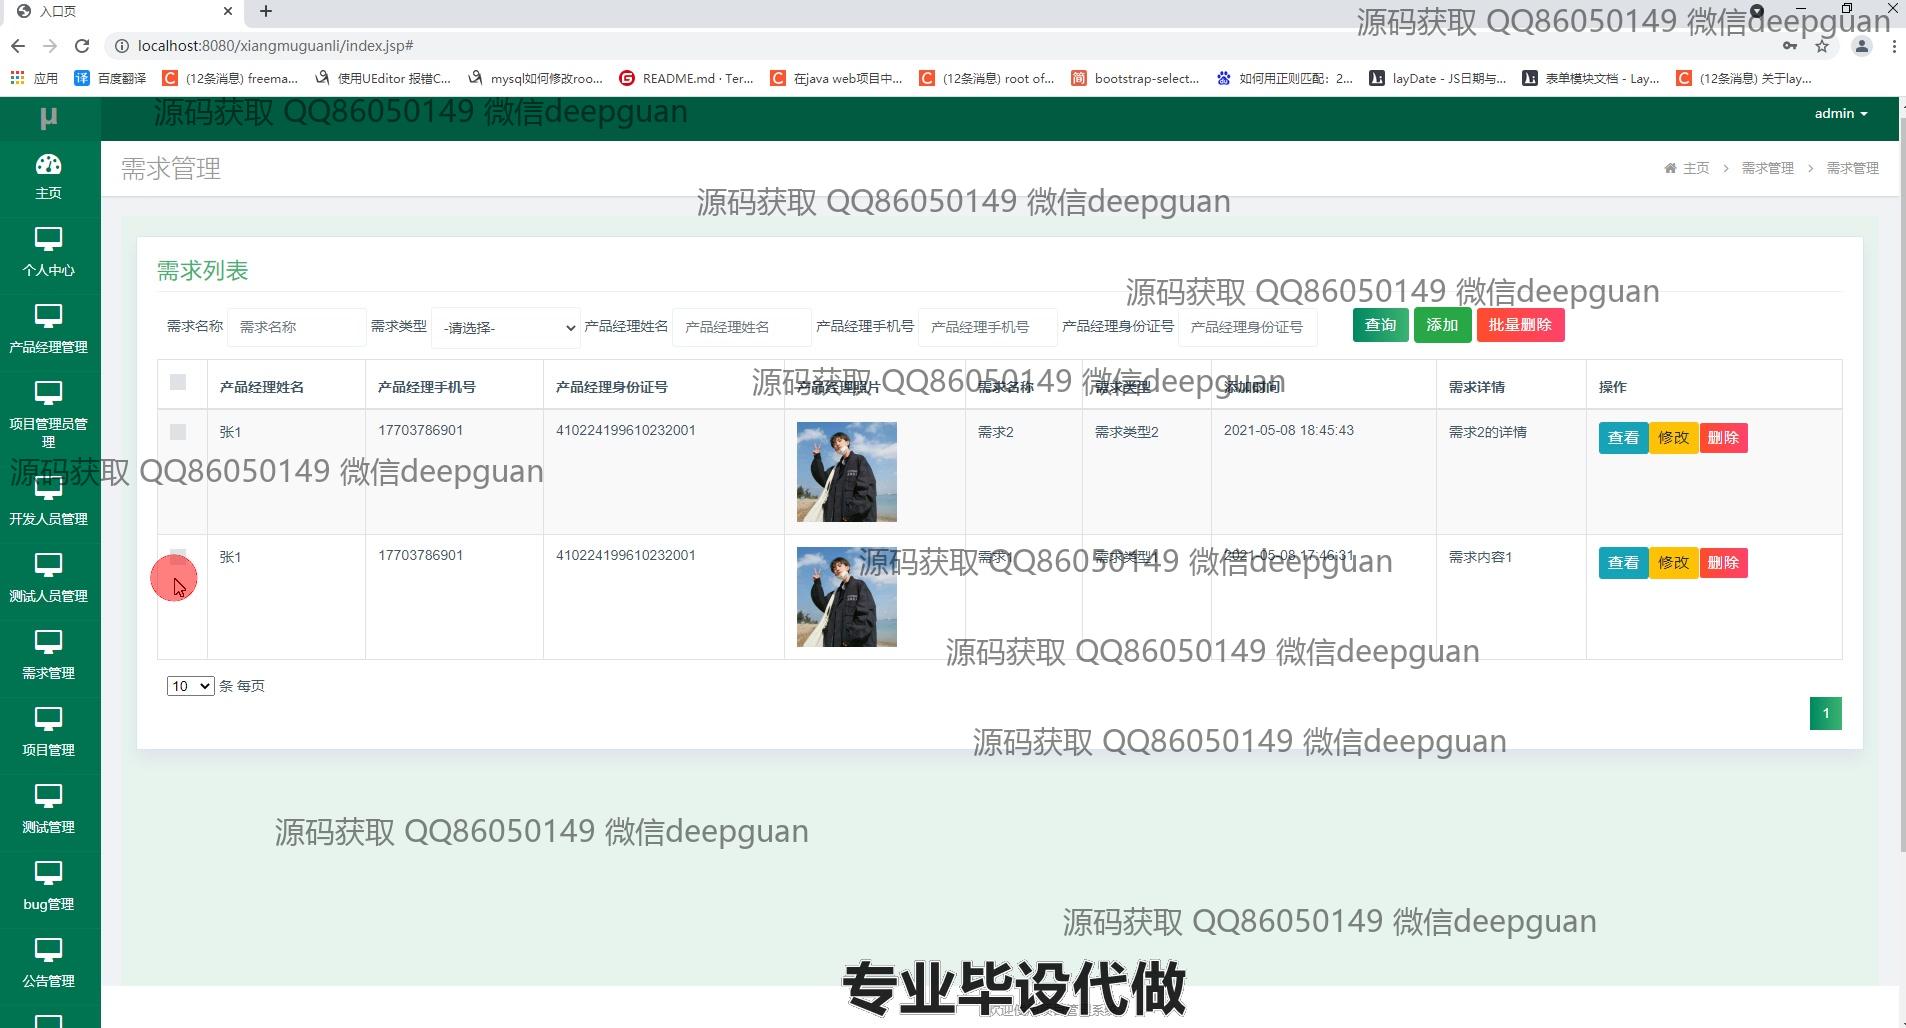 入口页
localhost:8080/xiangmuguanli/index.jsp#
源码获取 QQ86050149 微信deepguan
应用 百度翻译 (12条消息) freema... 使用UEditor 报错C... mysql如何修改roo... README.md · Ter... 在java web项目中... (12条消息) root of... bootstrap-select... 如何用正则匹配：2... layDate - JS日期与... 表单模块文档 - Lay... (12条消息) 关于lay...
μ
源码获取 QQ86050149 微信deepguan
admin
主页
个人中心
产品经理管理
项目管理员管理
开发人员管理
测试人员管理
需求管理
项目管理
测试管理
bug管理
公告管理
需求管理
主页 > 需求管理 > 需求管理
源码获取 QQ86050149 微信deepguan
需求列表
源码获取 QQ86050149 微信deepguan
需求名称 需求名称 需求类型 -请选择- 产品经理姓名 产品经理姓名 产品经理手机号 产品经理手机号 产品经理身份证号 产品经理身份证号 查询 添加 批量删除
产品经理姓名 产品经理手机号 产品经理身份证号 产品经理照片 需求名称 需求类型 添加时间 需求详情 操作
源码获取 QQ86050149 微信deepguan
张1 17703786901 410224199610232001 需求2 需求类型2 2021-05-08 18:45:43 需求2的详情 查看 修改 删除
源码获取 QQ86050149 微信deepguan
张1 17703786901 410224199610232001 需求1 需求类型1 2021-05-08 17:46:31 需求内容1 查看 修改 删除
源码获取 QQ86050149 微信deepguan
源码获取 QQ86050149 微信deepguan
10 条 每页
1
源码获取 QQ86050149 微信deepguan
源码获取 QQ86050149 微信deepguan
源码获取 QQ86050149 微信deepguan
专业毕设代做